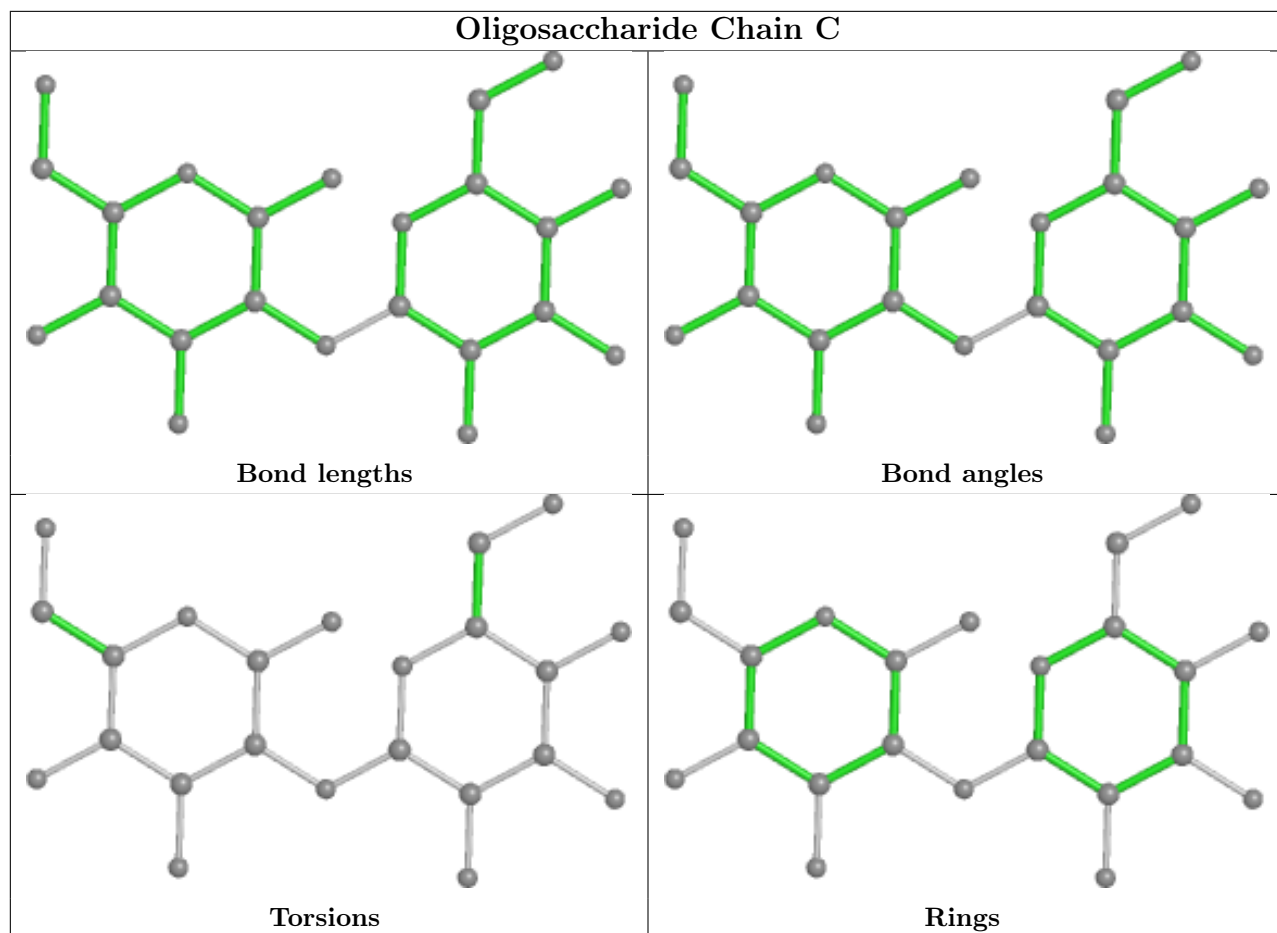 Oligosaccharide Chain C
Bond lengths
Bond angles
Torsions
Rings